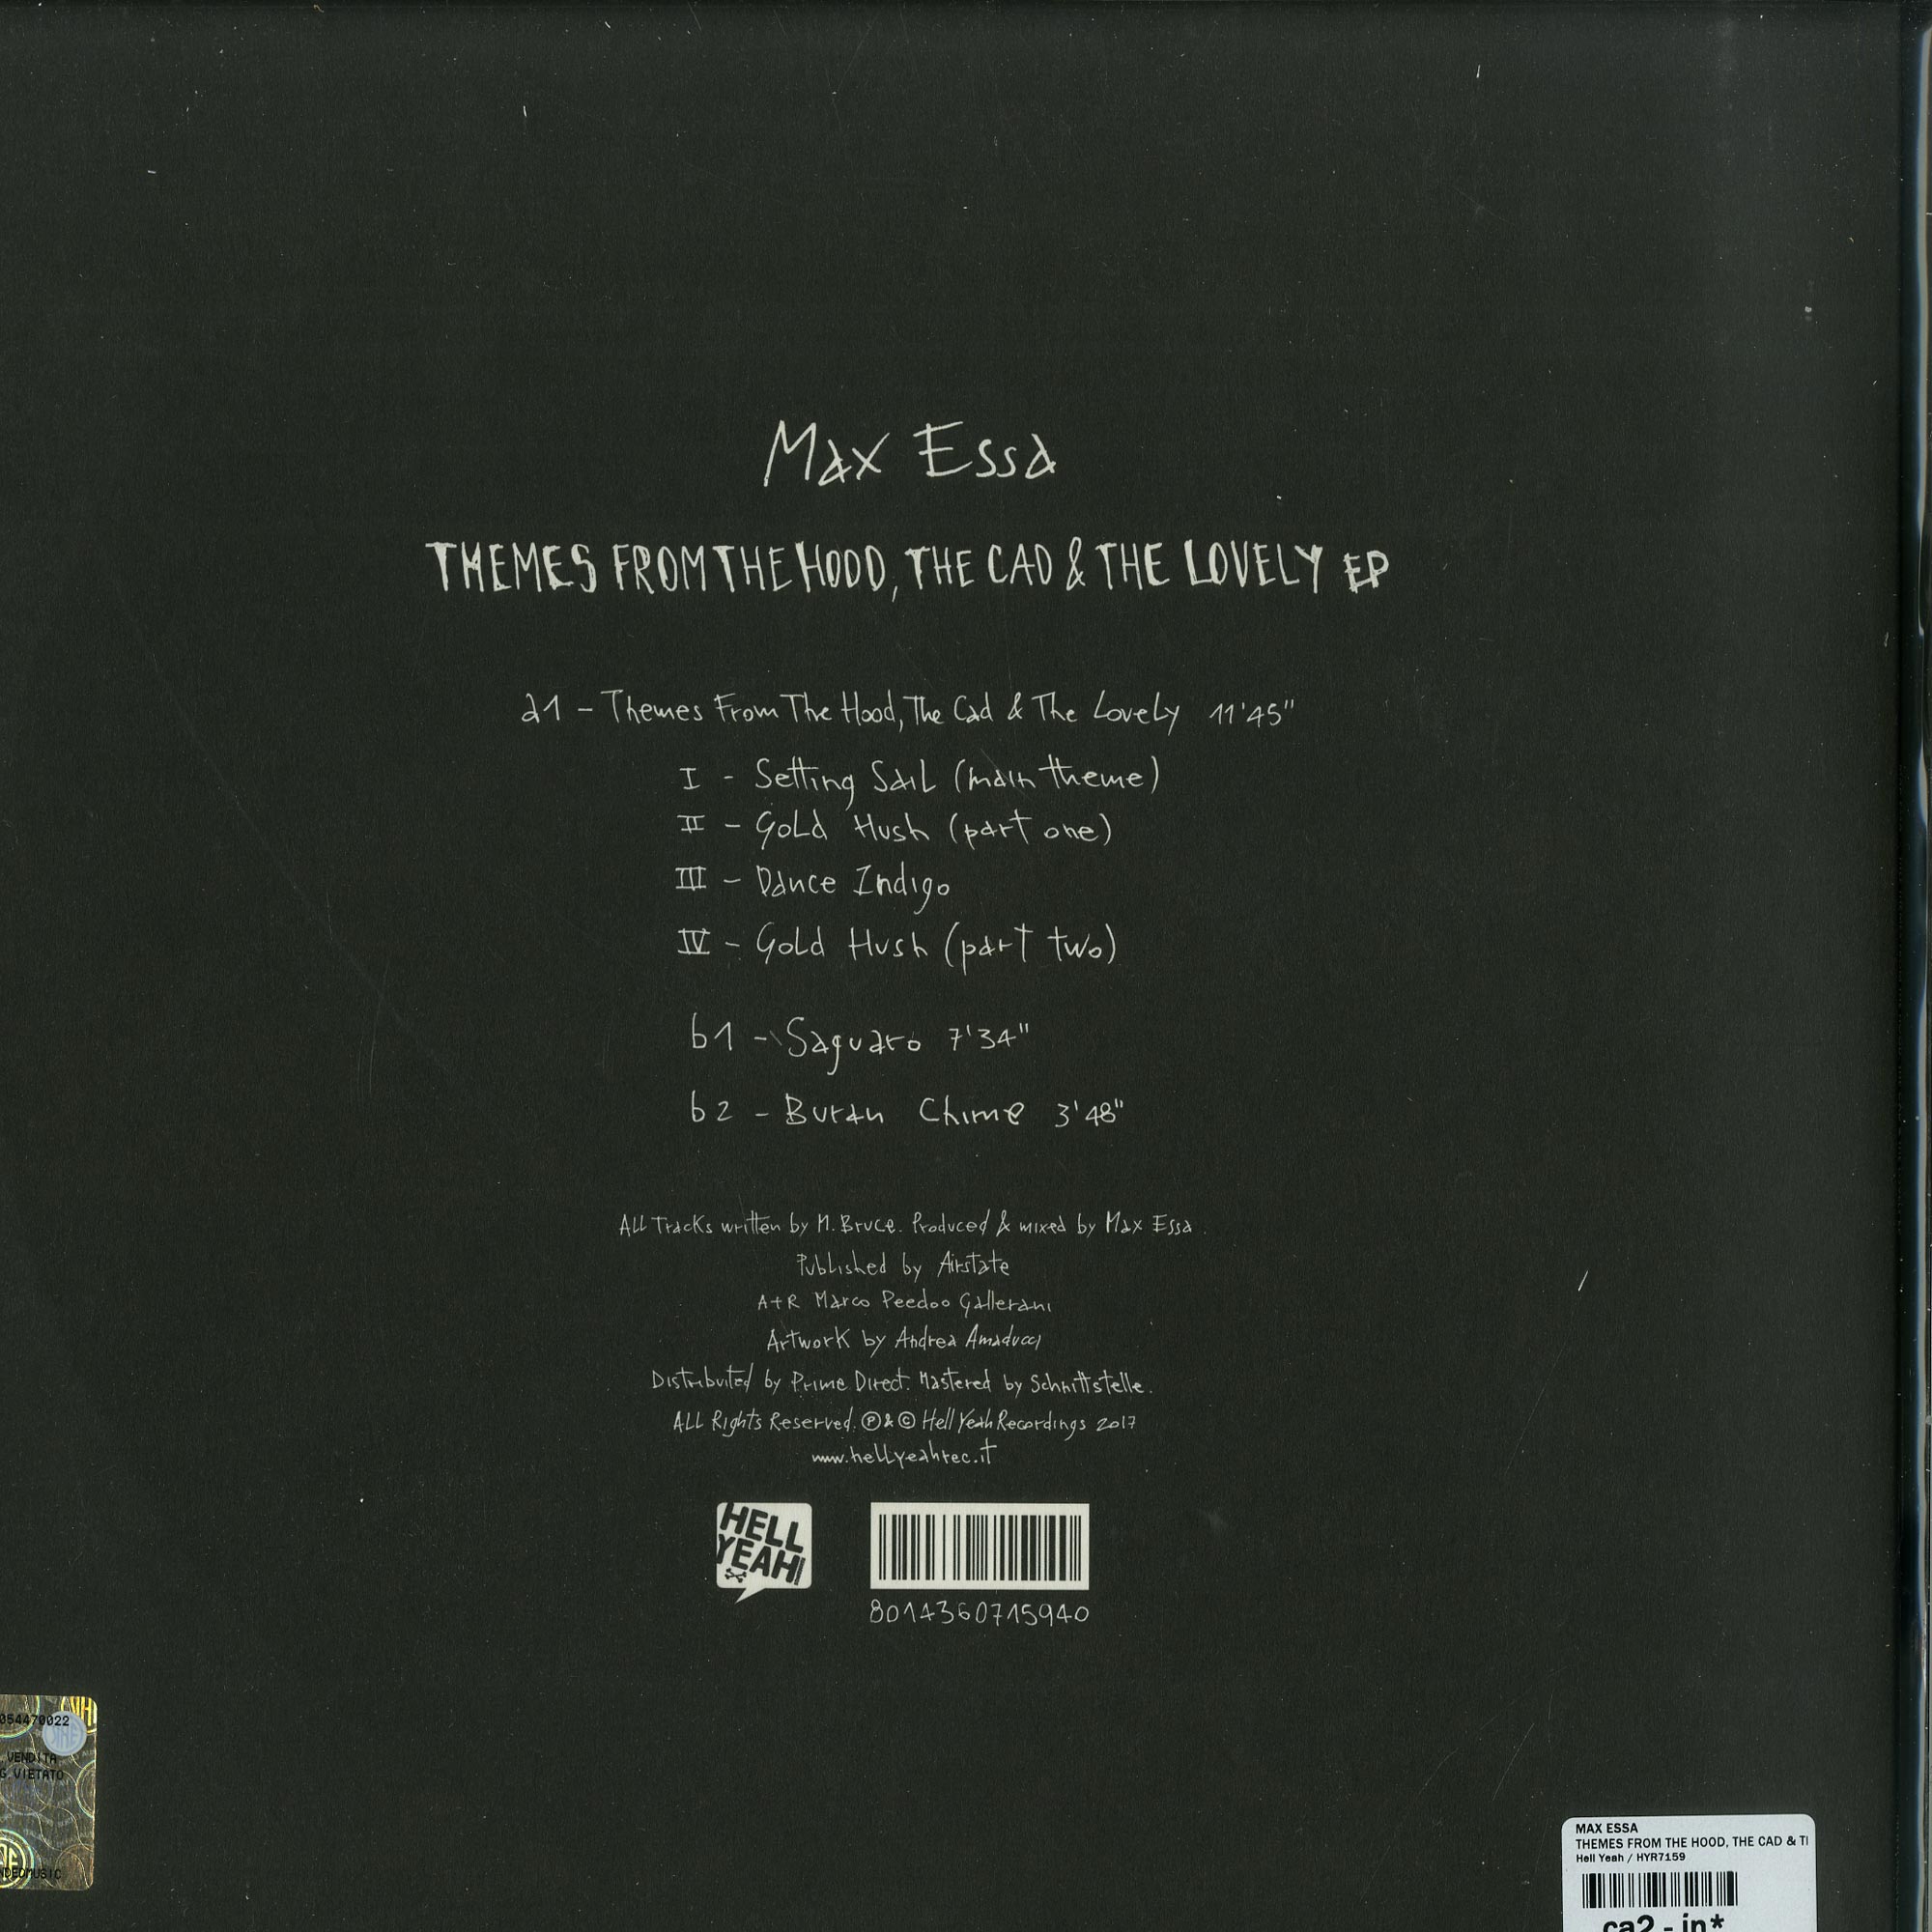 Max Essa
THEMES FROM THE HOOD, THE CAD & THE LOVELY EP
a1 - Themes From The Hood, The Cad & The Lovely 11'45"
I - Setting Sail (main theme)
II - Gold Hush (part one)
III - Dance Indigo
IV - Gold Hush (part two)
b1 - Saguaro 7'34"
b2 - Buran Chime 3'48"
All Tracks written by M. Bruce. Produced & mixed by Max Essa.
Published by Airstate
A+R Marco Peedoo Gallerani
Artwork by Andrea Amaducci
Distributed by Prime Direct. Mastered by Schnittstelle.
ALL Rights Reserved. Ⓟ & © Hell Yeah Recordings 2017
www.hellyeahrec.it
HELL
YEAH!
8014360715940
054470022
VENDITA
VIETATO
MAX ESSA
THEMES FROM THE HOOD, THE CAD & TI
Hell Yeah / HYR7159
ca2 - in*